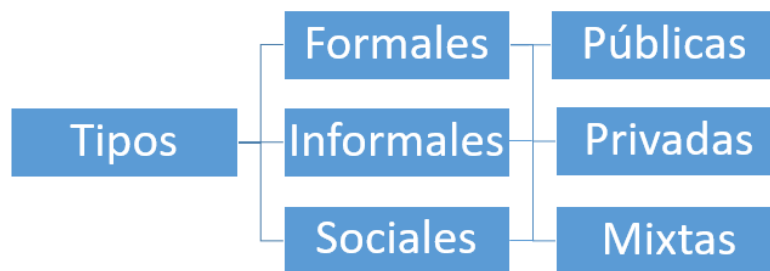 Tipos
Formales
Informales
Sociales
Públicas
Privadas
Mixtas